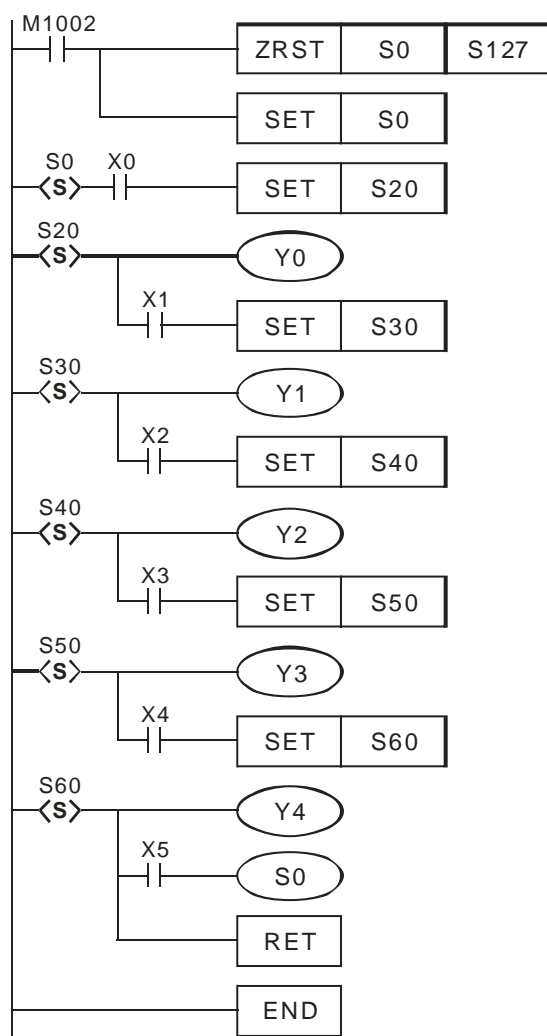 M1002
ZRST S0 S127
SET S0
S0 X0
S SET S20
S20
S Y0
X1
SET S30
S30
S Y1
X2
SET S40
S40
S Y2
X3
SET S50
S50
S Y3
X4
SET S60
S60
S Y4
X5
S0
RET
END